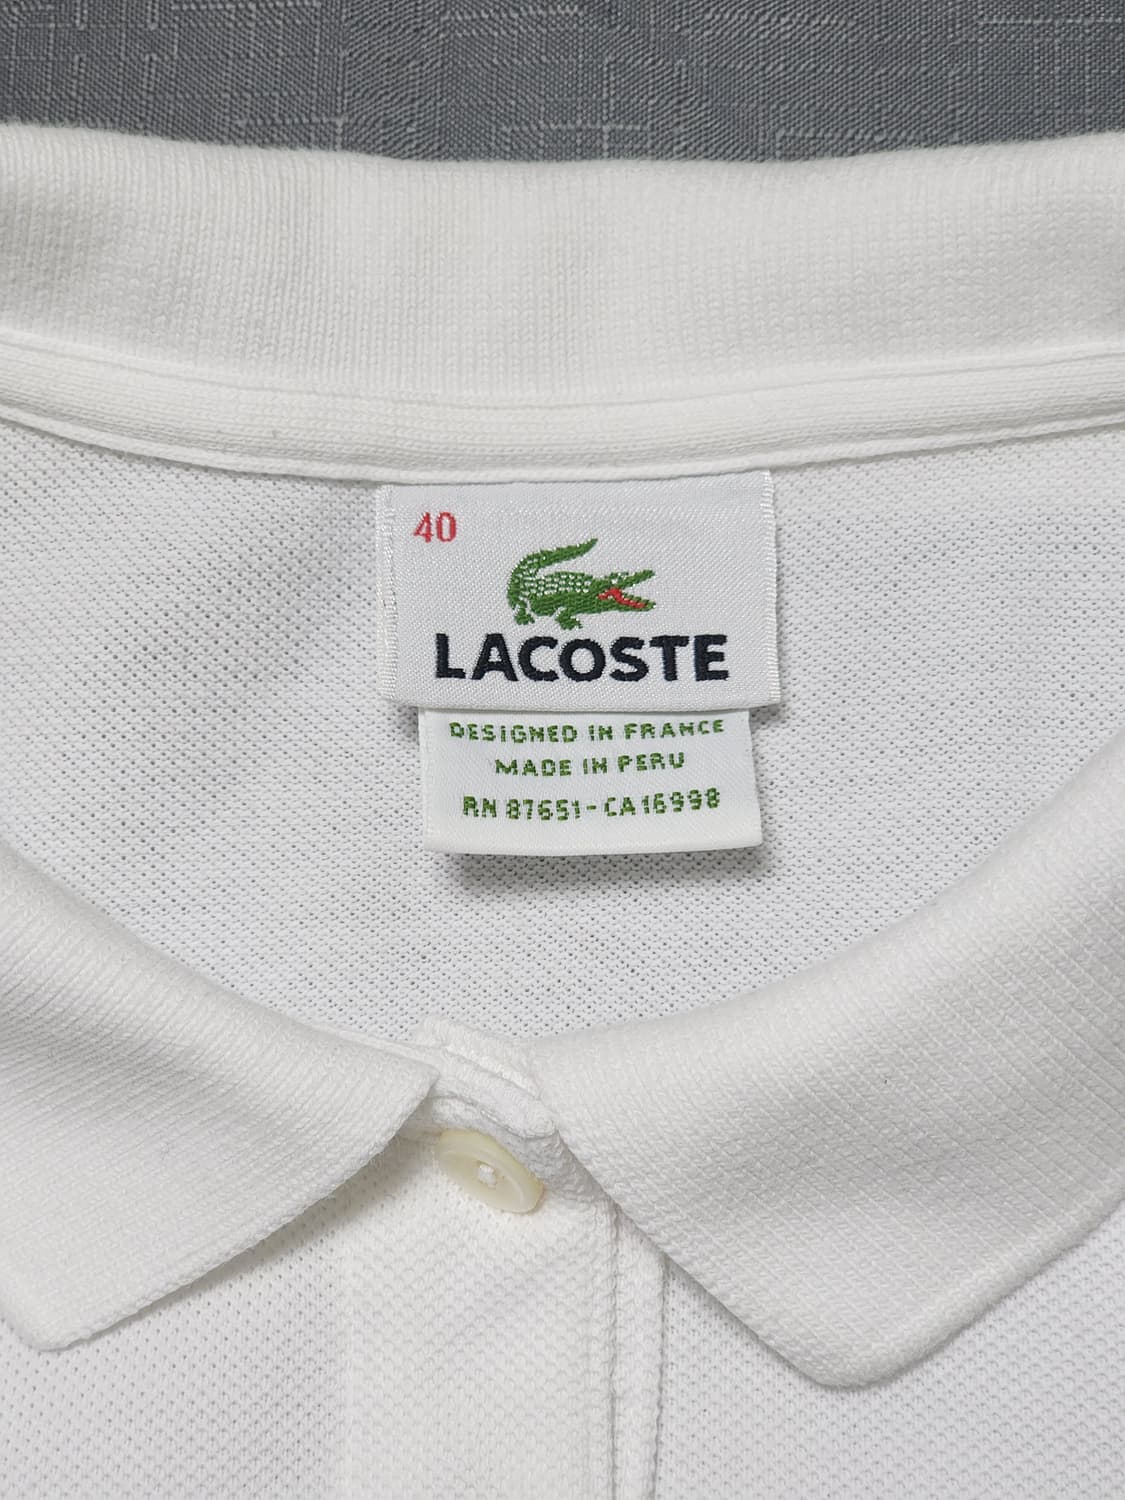 40
LACOSTE
DESIGNED IN FRANCE
MADE IN PERU
RN 87651-CA16998